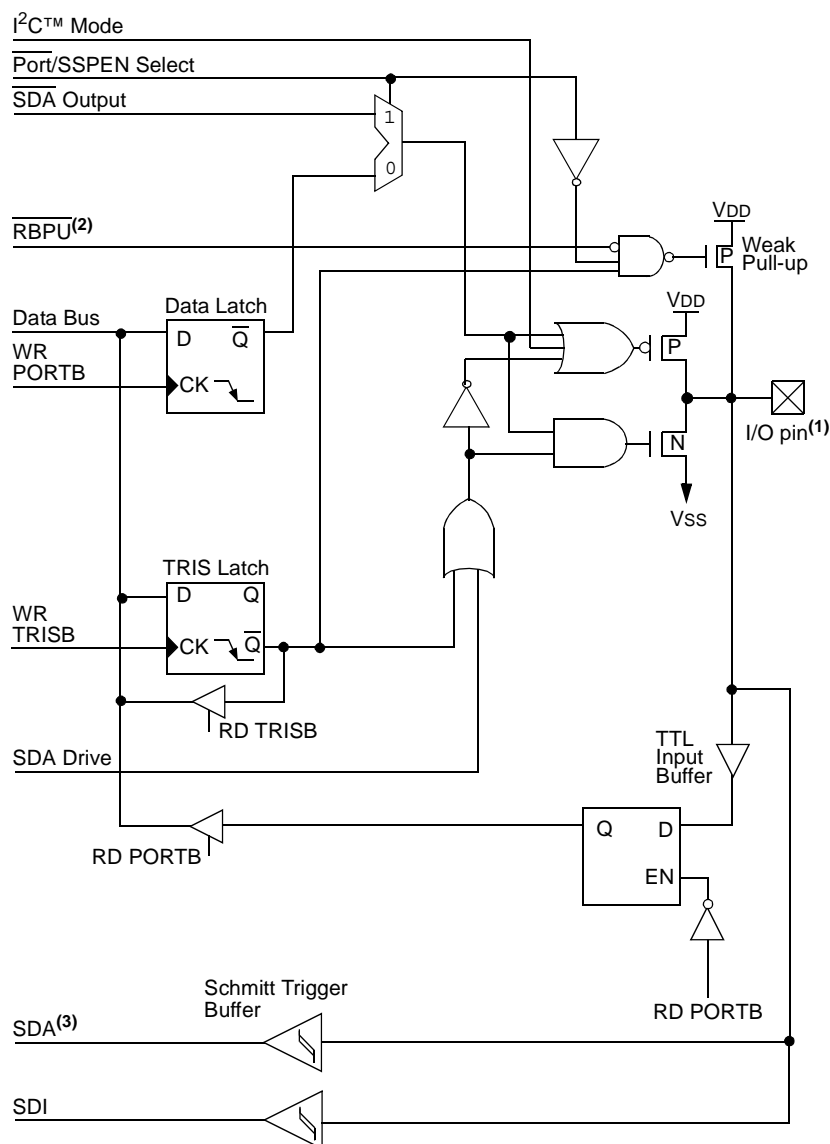 I²C™ Mode
Port/SSPEN Select
SDA Output
1
0
RBPU(2)
VDD
P
Weak
Pull-up
Data Bus
Data Latch
D Q
CK
WR
PORTB
VDD
P
I/O pin(1)
N
VSS
TRIS Latch
D Q
CK Q
WR
TRISB
RD TRISB
SDA Drive
TTL
Input
Buffer
Q D
EN
RD PORTB
RD PORTB
Schmitt Trigger
Buffer
SDA(3)
SDI